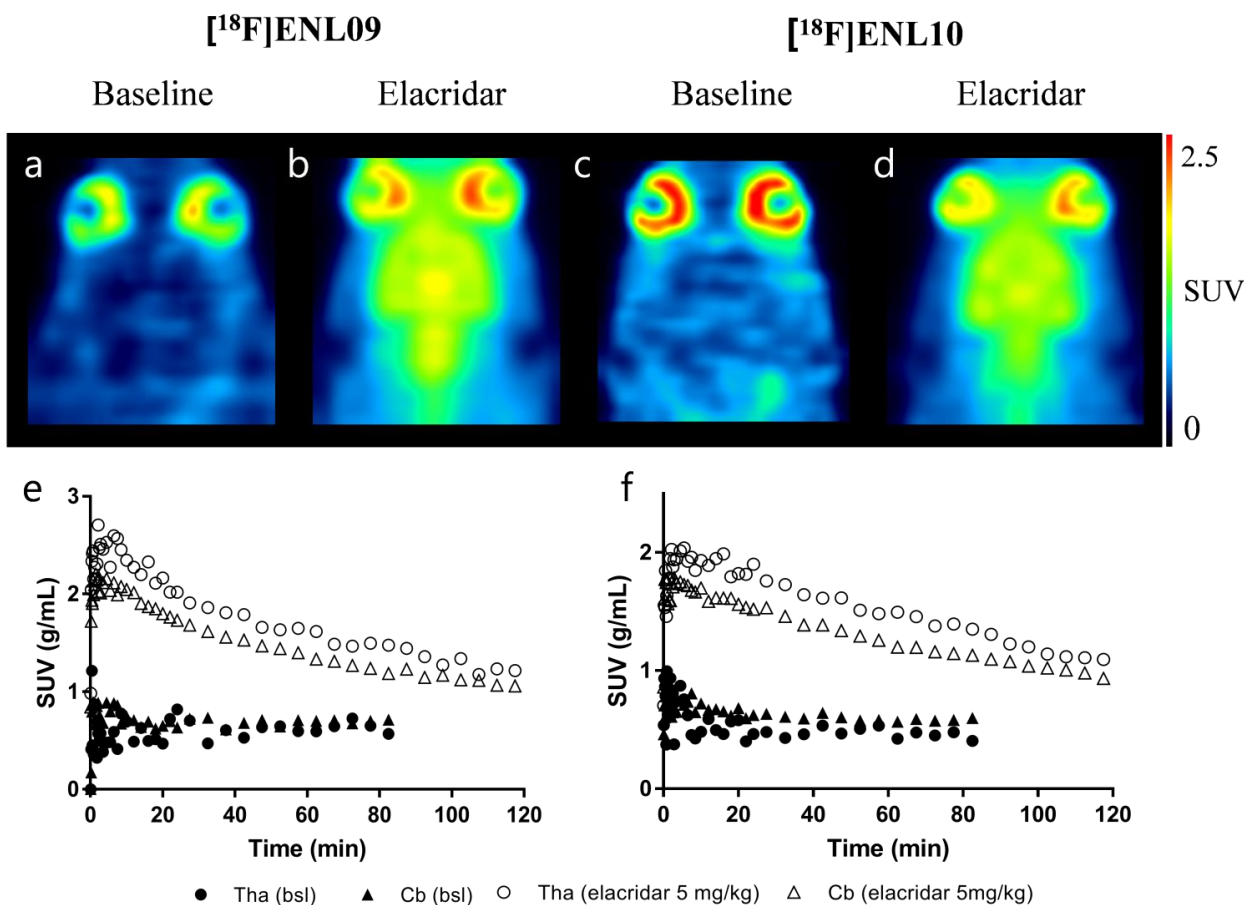 [¹⁸F]ENL09 [¹⁸F]ENL10
Baseline Elacridar Baseline Elacridar
a b c d 2.5
SUV
0
e f
3
2
1
0
SUV (g/mL)
0 20 40 60 80 100 120
Time (min)
2
1
0
SUV (g/mL)
0 20 40 60 80 100 120
Time (min)
Tha (bsl) Cb (bsl) Tha (elacridar 5 mg/kg) Cb (elacridar 5mg/kg)